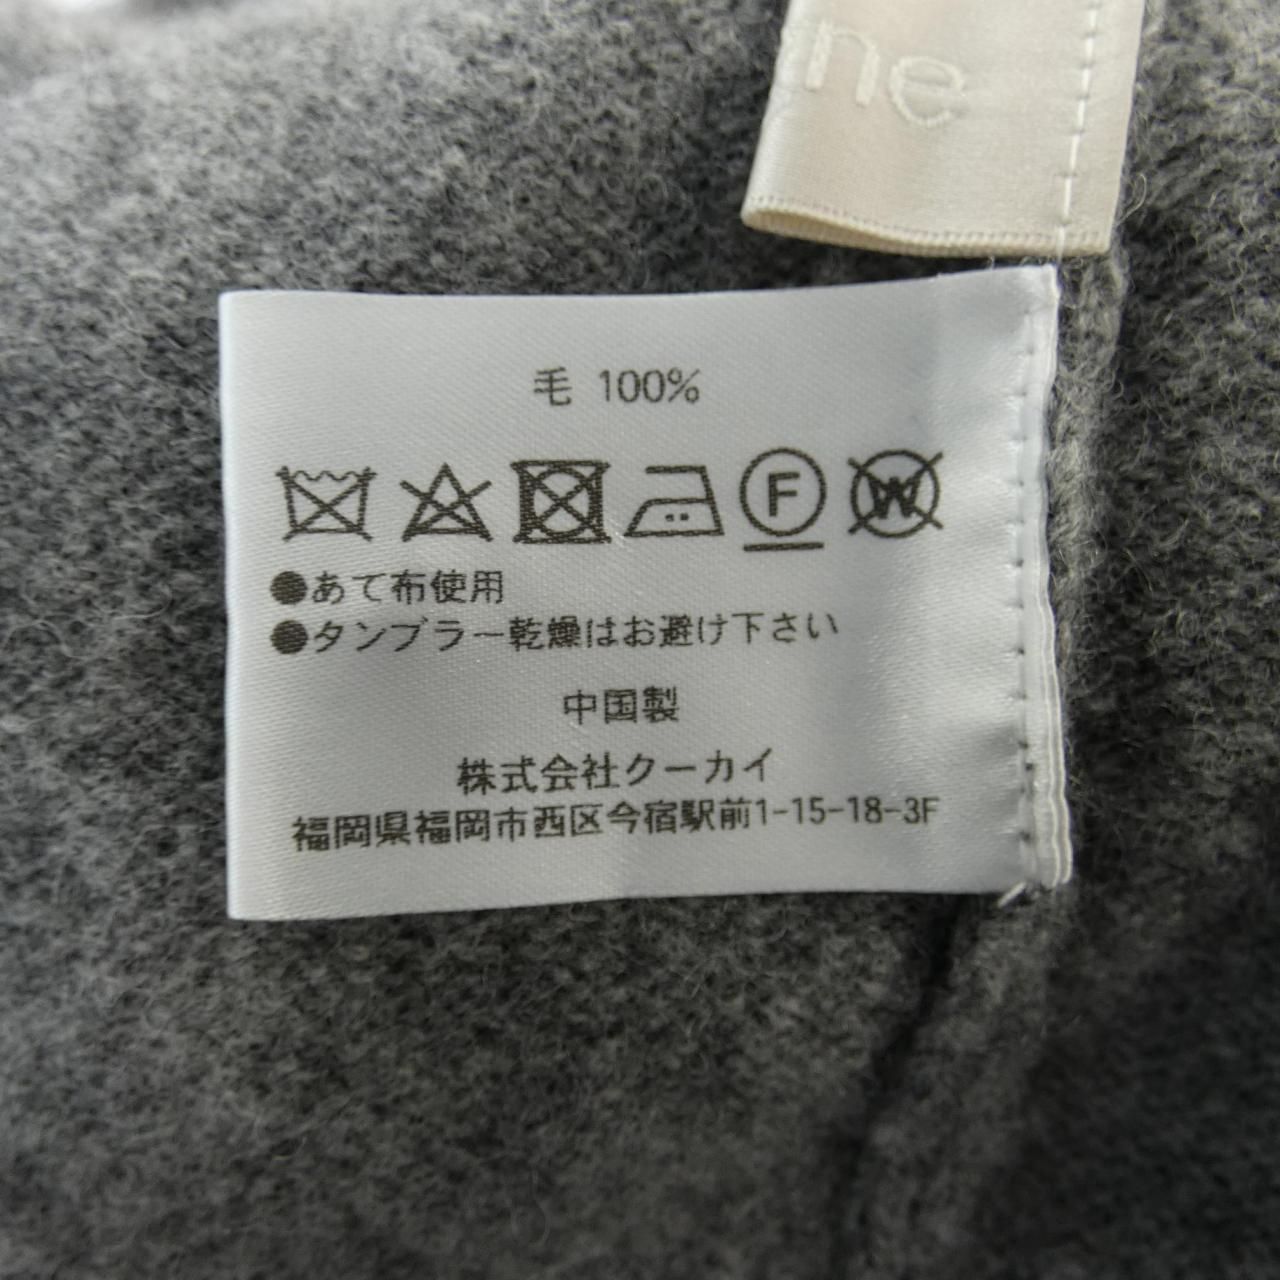 ne
毛 100%
F W
●あて布使用
●タンブラー乾燥はお避け下さい
中国製
株式会社クーカイ
福岡県福岡市西区今宿駅前1-15-18-3F